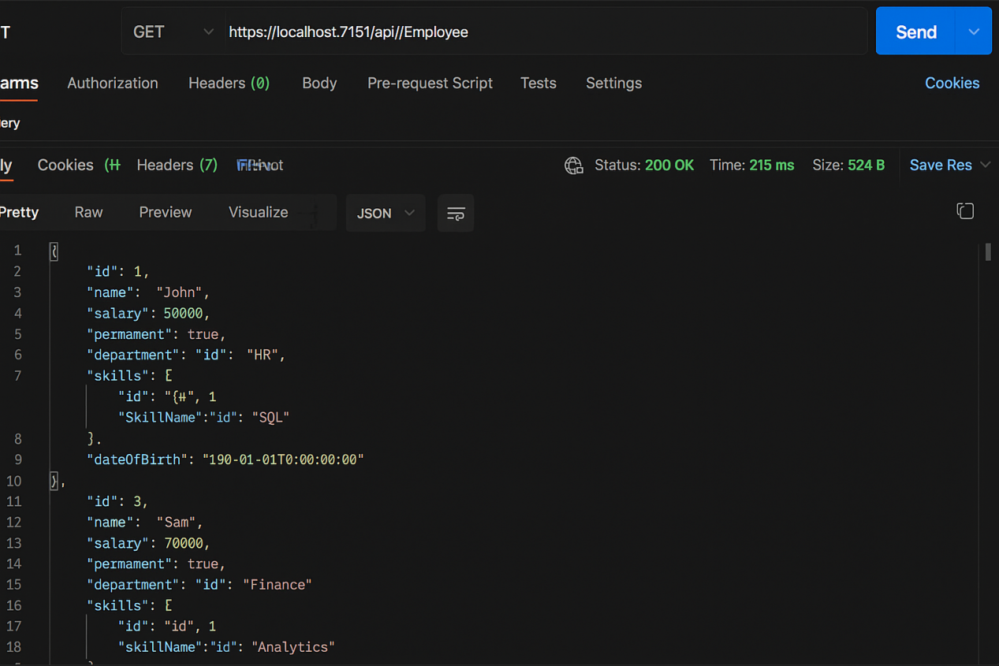 T GET https://localhost.7151/api//Employee Send
arms Authorization Headers (0) Body Pre-request Script Tests Settings Cookies
ery
ly Cookies Headers (7) Status: 200 OK Time: 215 ms Size: 524 B Save Res
Pretty Raw Preview Visualize JSON
1 {
2 "id": 1,
3 "name": "John",
4 "salary": 50000,
5 "permament": true,
6 "department": "id": "HR",
7 "skills": E
"id": "{#", 1
"SkillName":"id": "SQL"
8 }.
9 "dateOfBirth": "190-01-01T0:00:00:00"
10 },
11 "id": 3,
12 "name": "Sam",
13 "salary": 70000,
14 "permament": true,
15 "department": "id": "Finance"
16 "skills": E
17 "id": "id", 1
18 "skillName":"id": "Analytics"